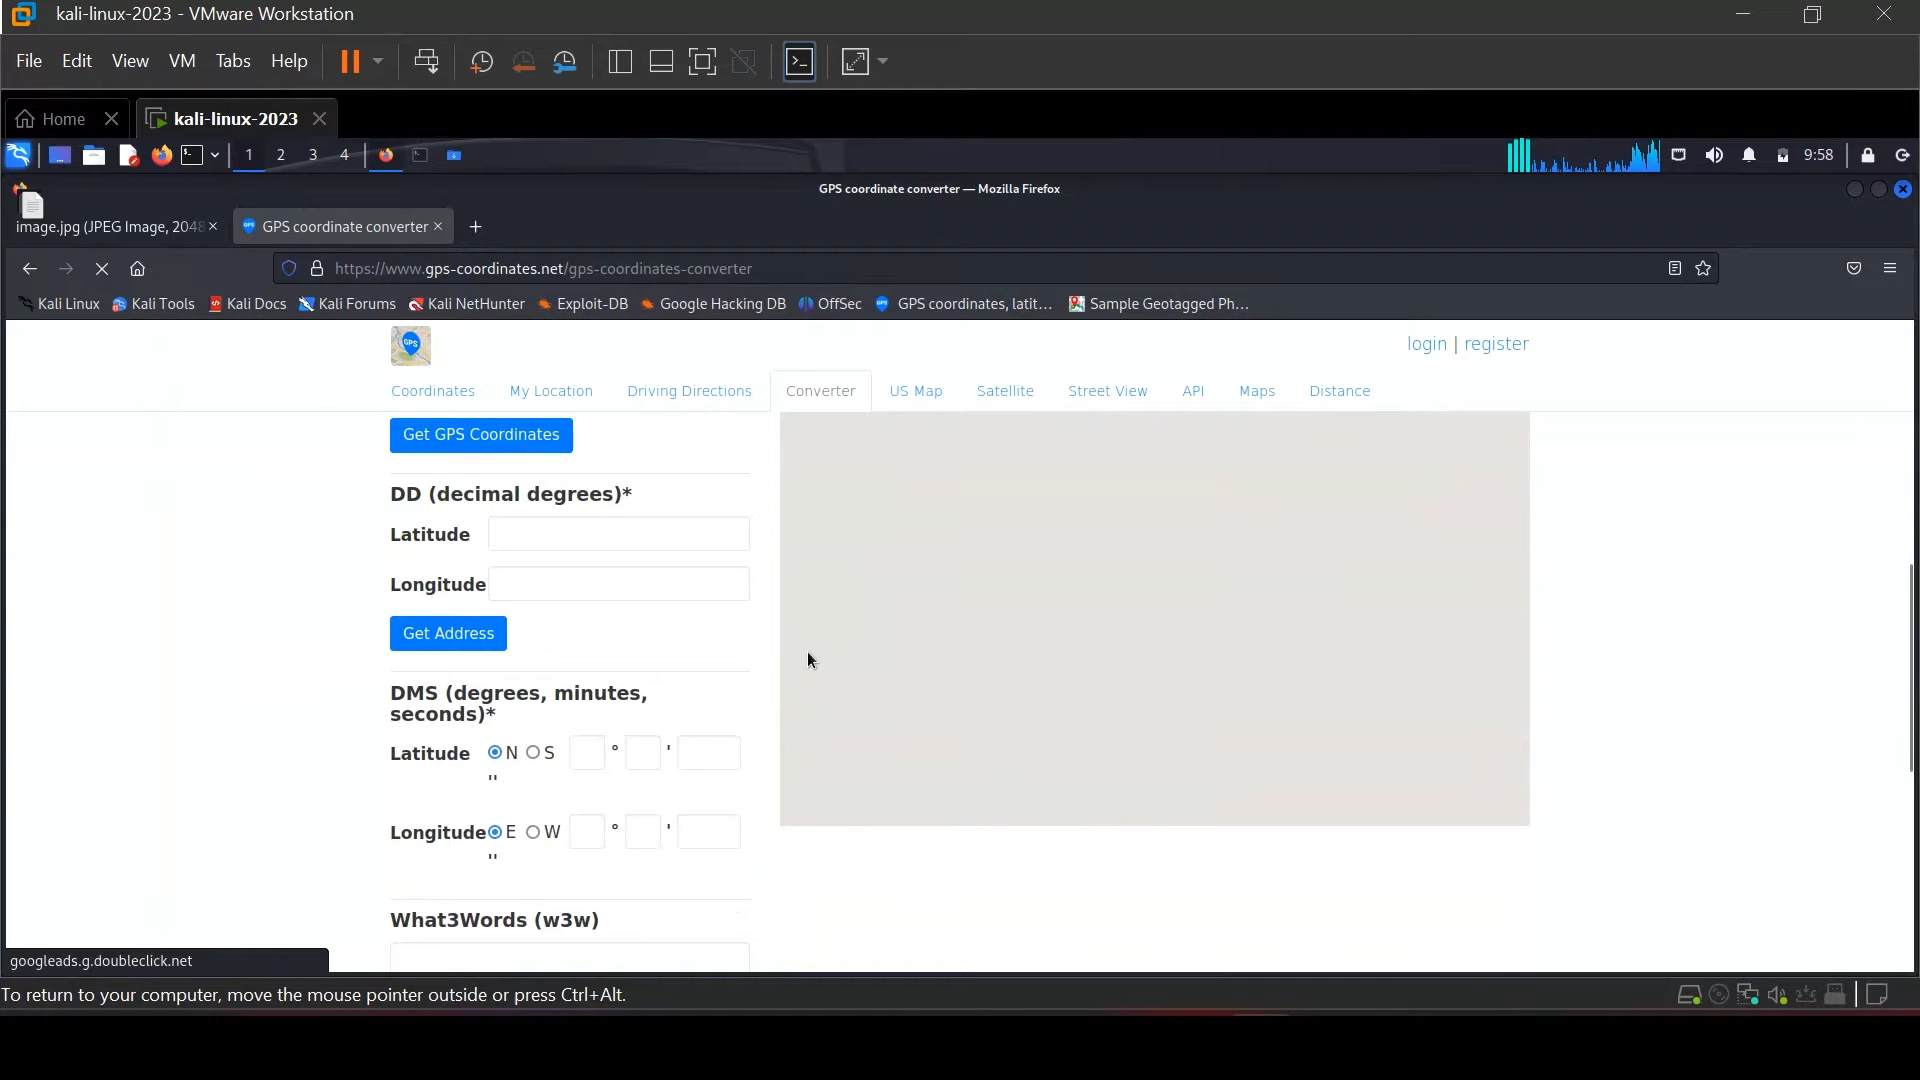 kali-linux-2023 - VMware Workstation
File Edit View VM Tabs Help
Home kali-linux-2023
1 2 3 4 9:58
GPS coordinate converter — Mozilla Firefox
image.jpg (JPEG Image, 2048 GPS coordinate converter
https://www.gps-coordinates.net/gps-coordinates-converter
Kali Linux Kali Tools Kali Docs Kali Forums Kali NetHunter Exploit-DB Google Hacking DB OffSec GPS coordinates, latit... Sample Geotagged Ph...
GPS
login | register
Coordinates My Location Driving Directions Converter US Map Satellite Street View API Maps Distance
Get GPS Coordinates
DD (decimal degrees)*
Latitude
Longitude
Get Address
DMS (degrees, minutes,
seconds)*
Latitude N S ° '
''
Longitude E W ° '
''
What3Words (w3w)
googleads.g.doubleclick.net
To return to your computer, move the mouse pointer outside or press Ctrl+Alt.